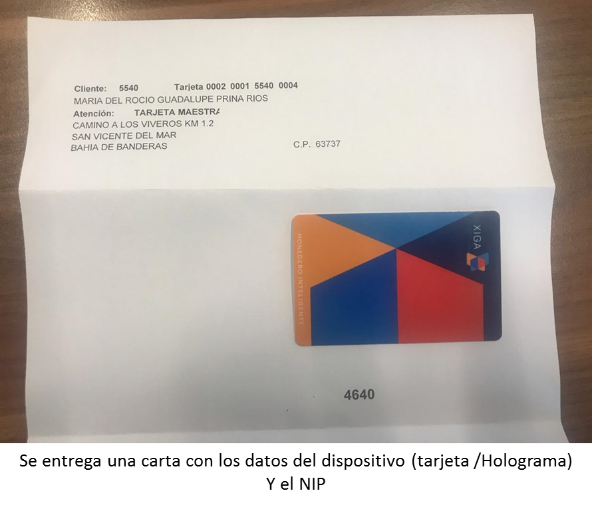 Cliente: 5540 Tarjeta 0002 0001 5540 0004
MARIA DEL ROCIO GUADALUPE PRINA RIOS
Atención: TARJETA MAESTRA
CAMINO A LOS VIVEROS KM 1.2
SAN VICENTE DEL MAR
BAHIA DE BANDERAS C.P. 63737
XIGA
MONEDERO INTELIGENTE
4640
Se entrega una carta con los datos del dispositivo (tarjeta /Holograma)
Y el NIP